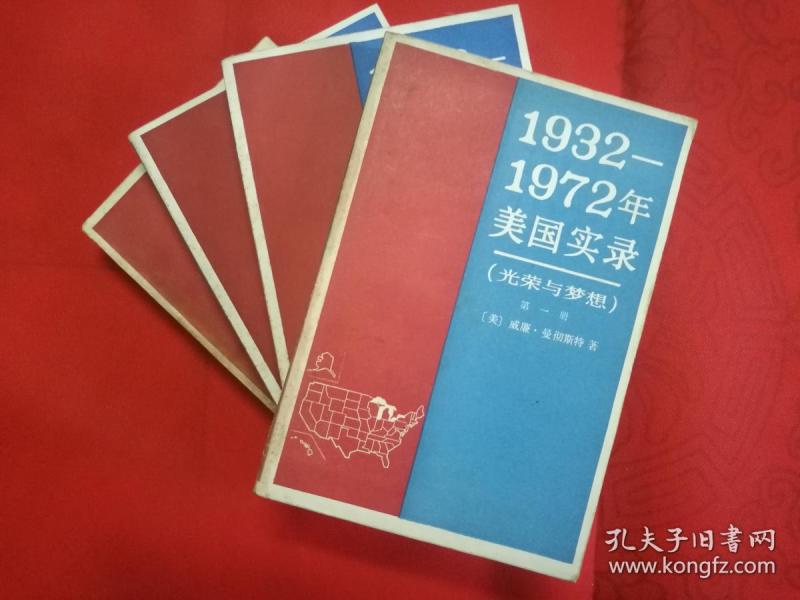 1932—
1972年
美国实录
(光荣与梦想)
第一册
〔美〕威廉·曼彻斯特 著
孔夫子旧书网
www.kongfz.com